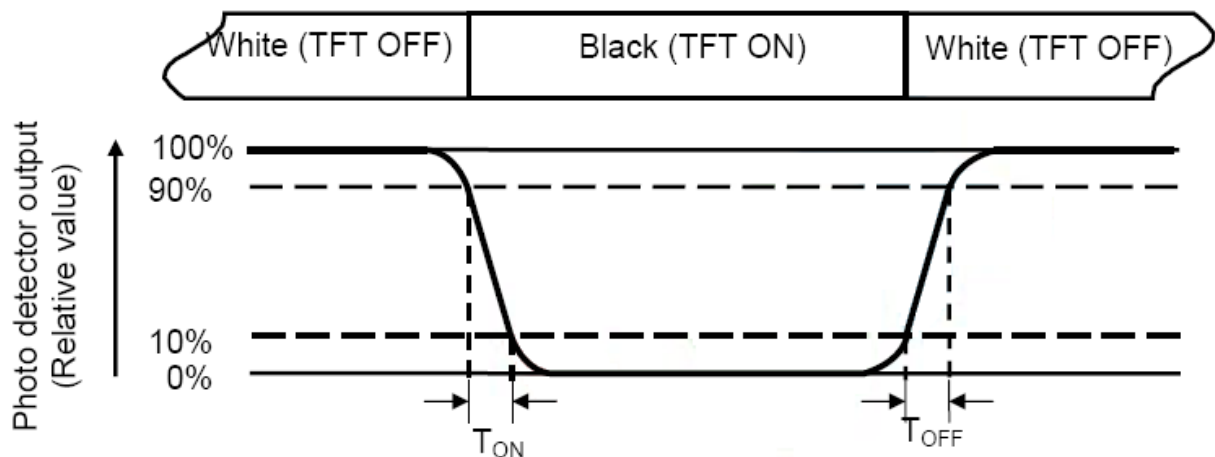 White (TFT OFF)
Black (TFT ON)
White (TFT OFF)
Photo detector output
(Relative value)
100%
90%
10%
0%
TON
TOFF